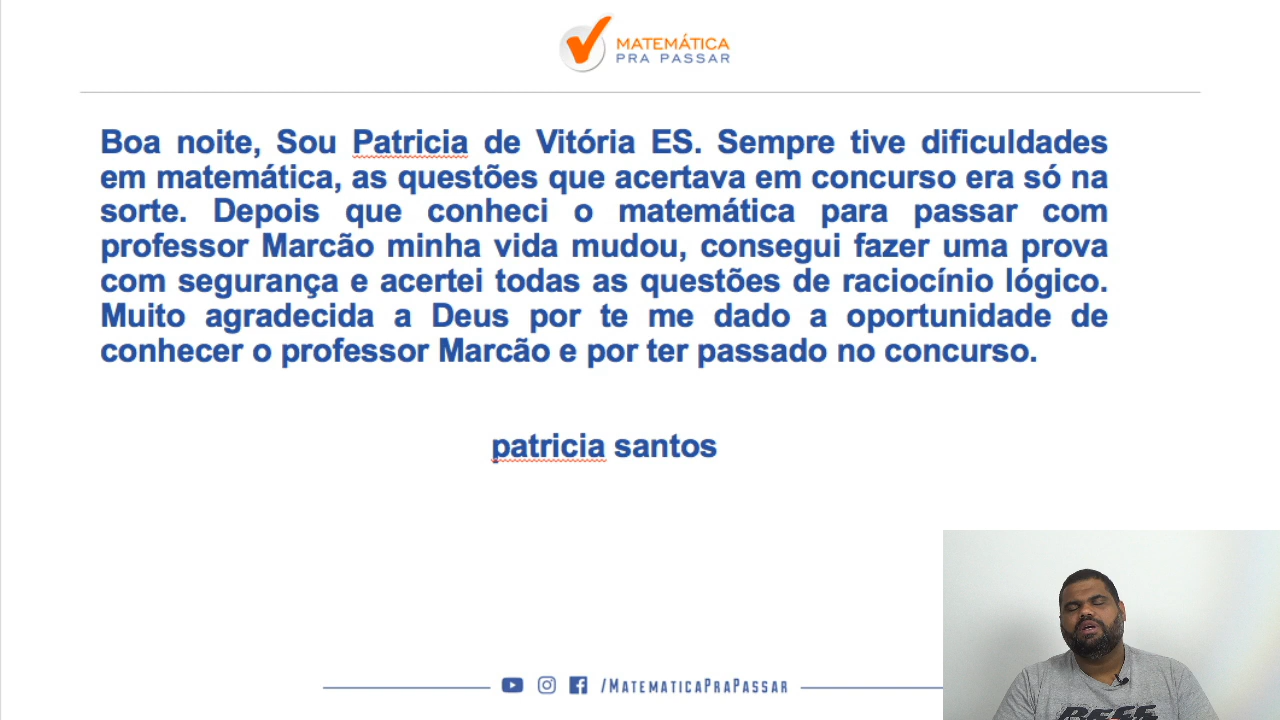 MATEMÁTICA
PRA PASSAR
Boa noite, Sou Patricia de Vitória ES. Sempre tive dificuldades
em matemática, as questões que acertava em concurso era só na
sorte. Depois que conheci o matemática para passar com
professor Marcão minha vida mudou, consegui fazer uma prova
com segurança e acertei todas as questões de raciocínio lógico.
Muito agradecida a Deus por te me dado a oportunidade de
conhecer o professor Marcão e por ter passado no concurso.
patricia santos
/MATEMATICAPRAPASSAR